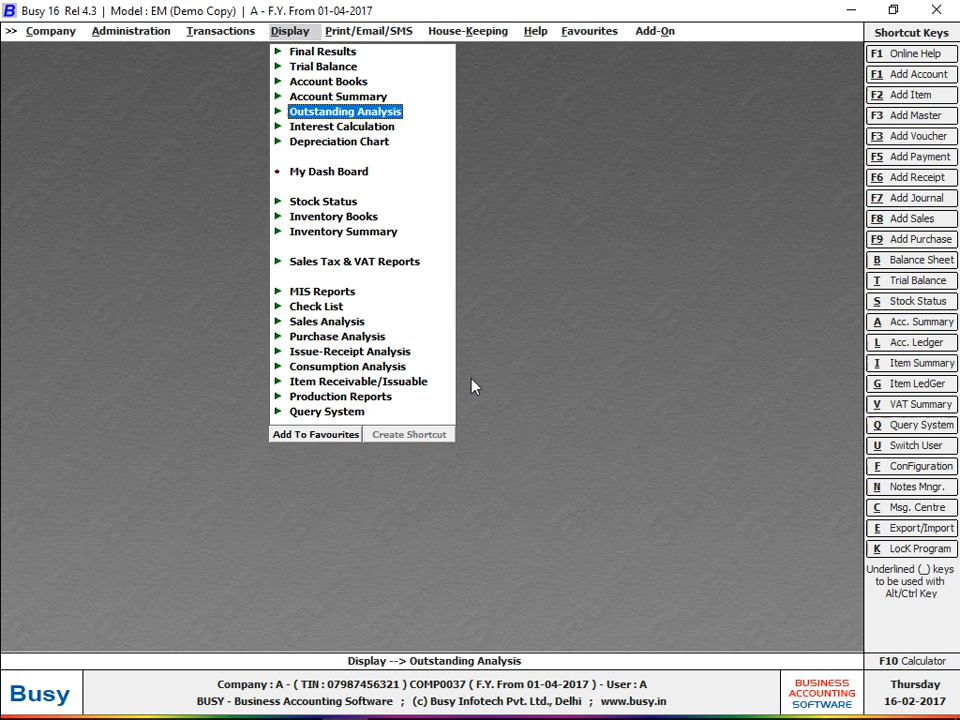 B Busy 16 Rel 4.3 | Model : EM (Demo Copy) | A - F.Y. From 01-04-2017
>> Company Administration Transactions Display Print/Email/SMS House-Keeping Help Favourites Add-On
Final Results
Trial Balance
Account Books
Account Summary
Outstanding Analysis
Interest Calculation
Depreciation Chart
My Dash Board
Stock Status
Inventory Books
Inventory Summary
Sales Tax & VAT Reports
MIS Reports
Check List
Sales Analysis
Purchase Analysis
Issue-Receipt Analysis
Consumption Analysis
Item Receivable/Issuable
Production Reports
Query System
Add To Favourites Create Shortcut
Shortcut Keys
F1 Online Help
F1 Add Account
F2 Add Item
F3 Add Master
F3 Add Voucher
F5 Add Payment
F6 Add Receipt
F7 Add Journal
F8 Add Sales
F9 Add Purchase
B Balance Sheet
T Trial Balance
S Stock Status
A Acc. Summary
L Acc. Ledger
I Item Summary
G Item LedGer
V VAT Summary
Q Query System
U Switch User
F ConFiguration
N Notes Mngr.
C Msg. Centre
E Export/Import
K LocK Program
Underlined (_) keys
to be used with
Alt/Ctrl Key
Display --> Outstanding Analysis
F10 Calculator
Busy
Company : A - ( TIN : 07987456321 ) COMP0037 ( F.Y. From 01-04-2017 ) - User : A
BUSY - Business Accounting Software ; (c) Busy Infotech Pvt. Ltd., Delhi ; www.busy.in
BUSINESS
ACCOUNTING
SOFTWARE
Thursday
16-02-2017